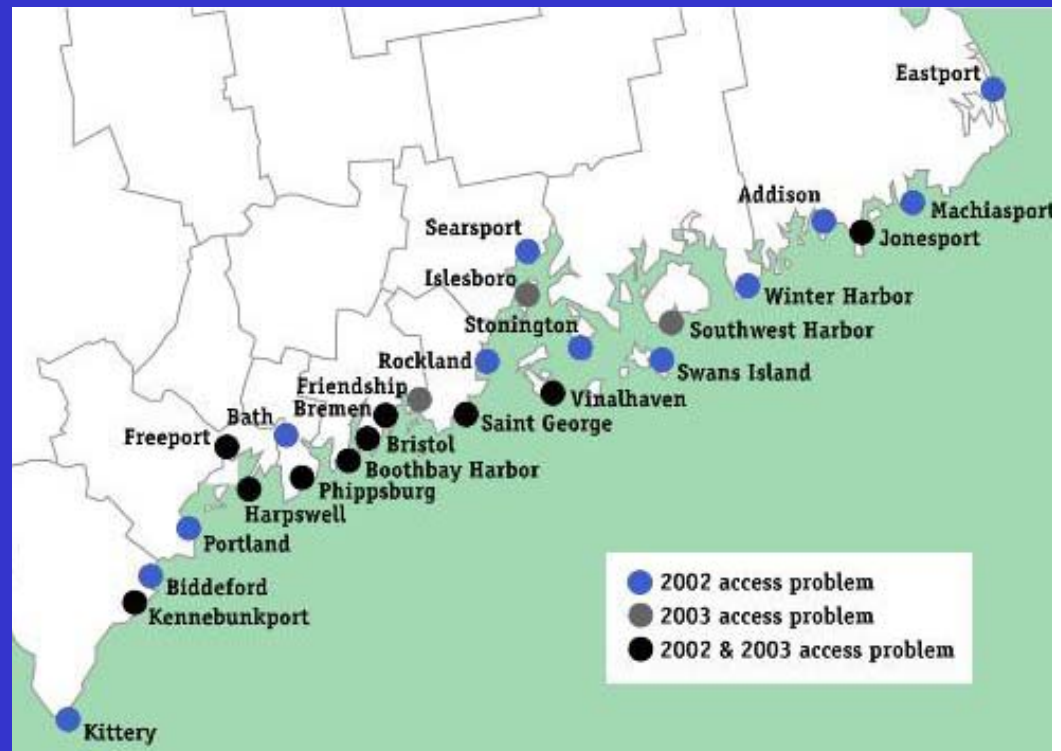 Eastport
Addison
Machiasport
Jonesport
Searsport
Islesboro
Winter Harbor
Stonington
Southwest Harbor
Rockland
Swans Island
Friendship
Vinalhaven
Bremen
Bath
Saint George
Freeport
Bristol
Boothbay Harbor
Phippsburg
Harpswell
Portland
Biddeford
Kennebunkport
Kittery
2002 access problem
2003 access problem
2002 & 2003 access problem